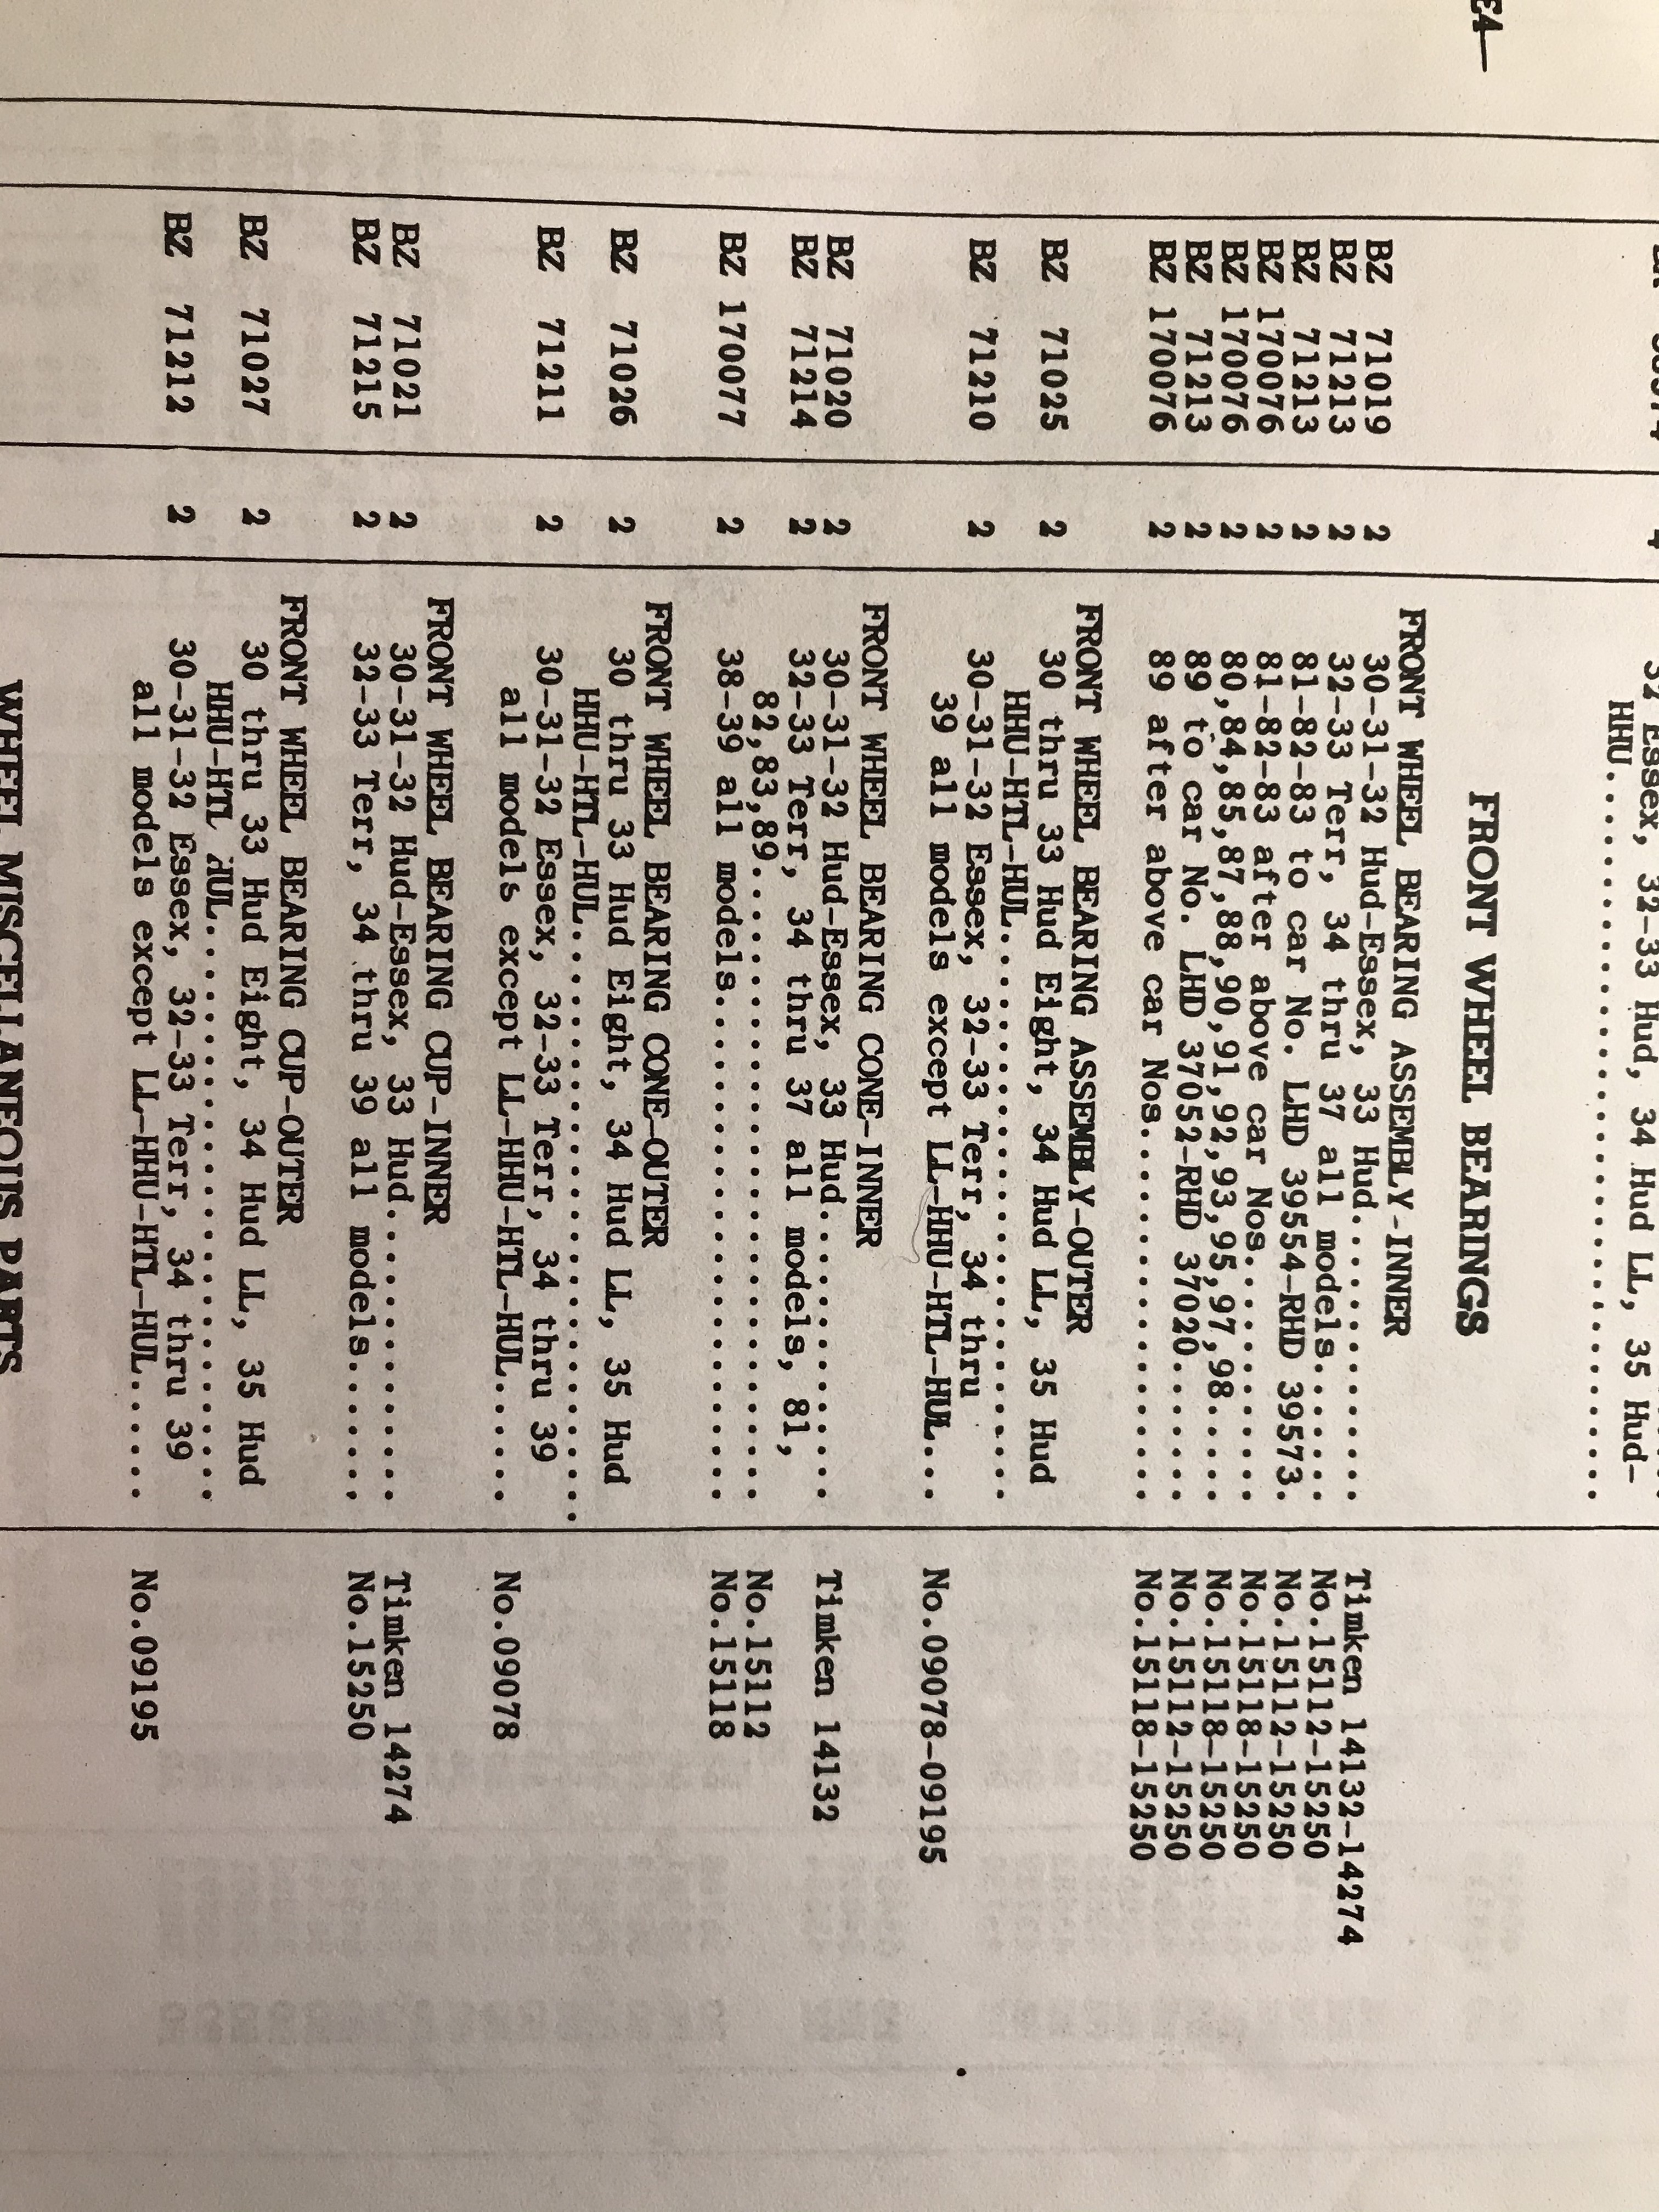 E4—
32 Essex, 32-33 Hud, 34 Hud LL, 35 Hud-
HHU..............................
FRONT WHEEL BEARINGS
FRONT WHEEL BEARING ASSEMBLY-INNER
BZ 71019 2 30-31-32 Hud-Essex, 33 Hud............. Timken 14132-14274
BZ 71213 2 32-33 Terr, 34 thru 37 all models...... No.15112-15250
BZ 71213 2 81-82-83 to car No. LHD 39554-RHD 39573. No.15112-15250
BZ 170076 2 81-82-83 after above car Nos.......... No.15118-15250
BZ 170076 2 80,84,85,87,88,90,91,92,93,95,97,98..... No.15118-15250
BZ 71213 2 89 to car No. LHD 37052-RHD 37020...... No.15112-15250
BZ 170076 2 89 after above car Nos................. No.15118-15250
FRONT WHEEL BEARING ASSEMBLY-OUTER
BZ 71025 2 30 thru 33 Hud Eight, 34 Hud LL, 35 Hud
HHU-HTL-HUL........................
BZ 71210 2 30-31-32 Essex, 32-33 Terr, 34 thru
39 all models except LL-HHU-HTL-HUL... No.09078-09195
FRONT WHEEL BEARING CONE-INNER
BZ 71020 2 30-31-32 Hud-Essex, 33 Hud............. Timken 14132
BZ 71214 2 32-33 Terr, 34 thru 37 all models, 81,
82,83,89........................... No.15112
BZ 170077 2 38-39 all models...................... No.15118
FRONT WHEEL BEARING CONE-OUTER
BZ 71026 2 30 thru 33 Hud Eight, 34 Hud LL, 35 Hud
HHU-HTL-HUL.........................
BZ 71211 2 30-31-32 Essex, 32-33 Terr, 34 thru 39
all models except LL-HHU-HTL-HUL...... No.09078
FRONT WHEEL BEARING CUP-INNER
BZ 71021 2 30-31-32 Hud-Essex, 33 Hud............. Timken 14274
BZ 71215 2 32-33 Terr, 34 thru 39 all models....... No.15250
FRONT WHEEL BEARING CUP-OUTER
BZ 71027 2 30 thru 33 Hud Eight, 34 Hud LL, 35 Hud
HHU-HTL HUL........................
BZ 71212 2 30-31-32 Essex, 32-33 Terr, 34 thru 39
all models except LL-HHU-HTL-HUL...... No.09195
WHEEL MISCELLANEOUS PARTS